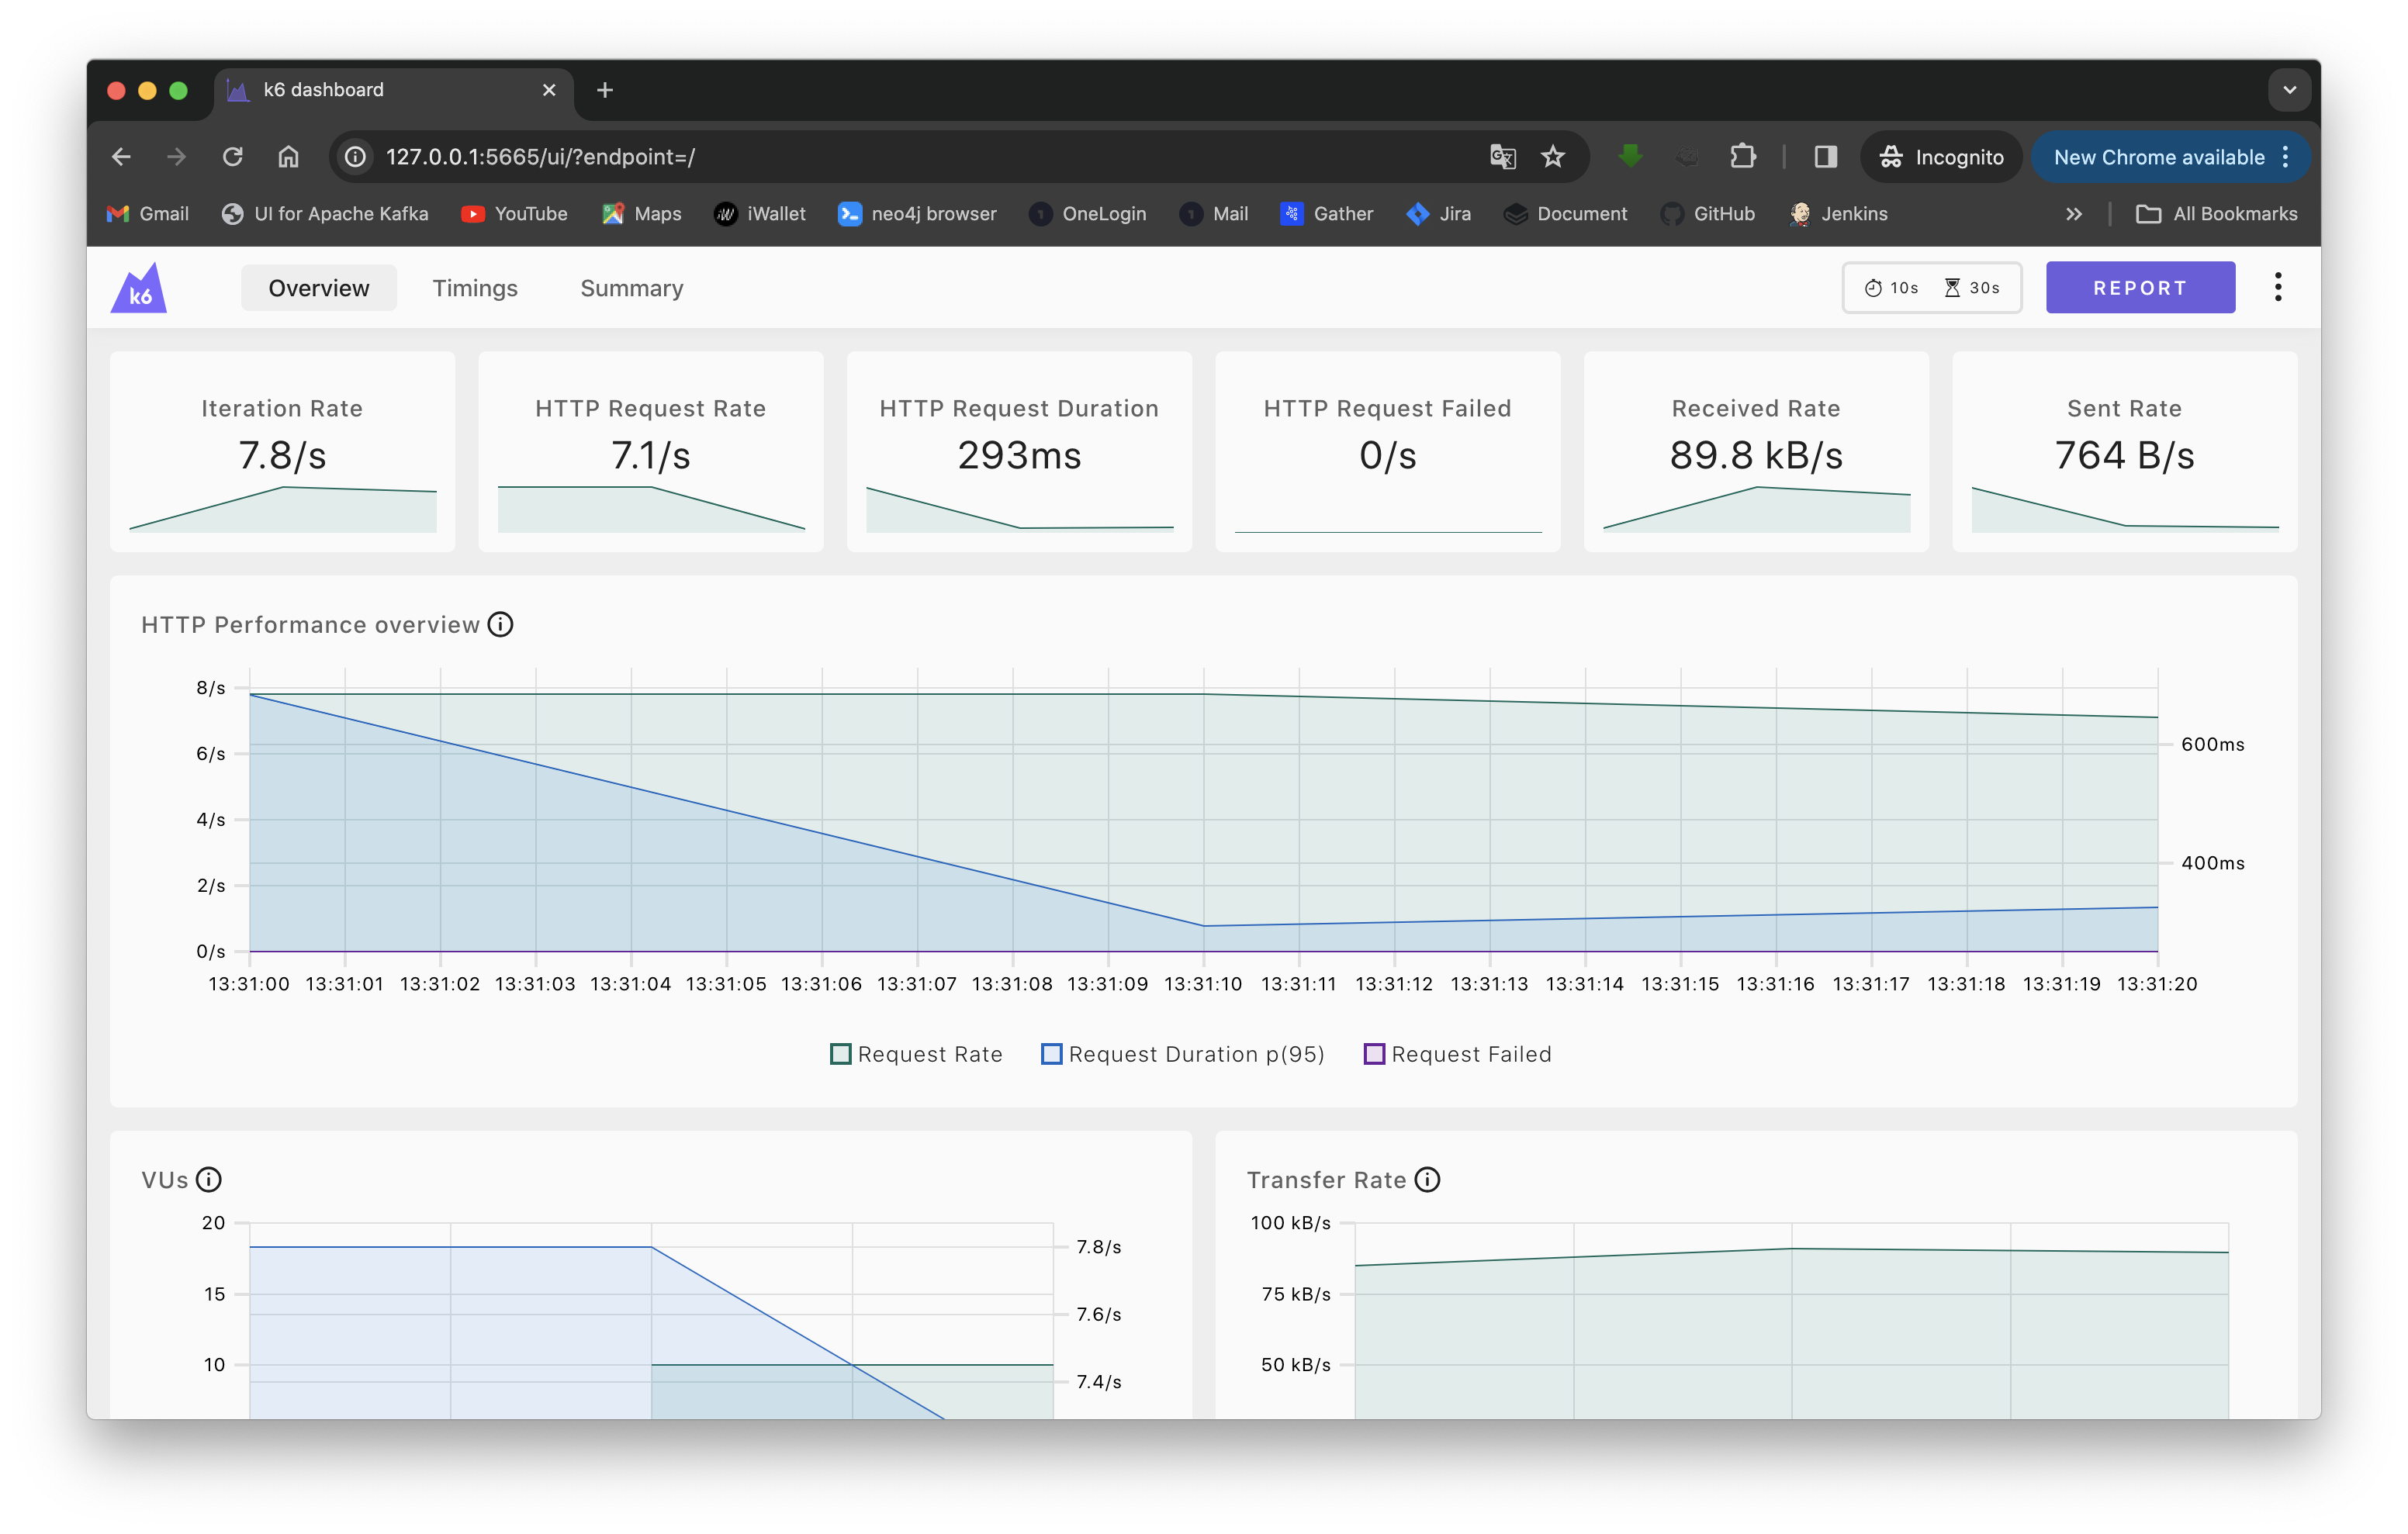 k6 dashboard
127.0.0.1:5665/ui/?endpoint=/
Incognito
New Chrome available
Gmail
UI for Apache Kafka
YouTube
Maps
iWallet
neo4j browser
OneLogin
Mail
Gather
Jira
Document
GitHub
Jenkins
All Bookmarks
k6
Overview
Timings
Summary
10s
30s
REPORT
Iteration Rate
7.8/s
HTTP Request Rate
7.1/s
HTTP Request Duration
293ms
HTTP Request Failed
0/s
Received Rate
89.8 kB/s
Sent Rate
764 B/s
HTTP Performance overview
8/s
6/s
4/s
2/s
0/s
600ms
400ms
13:31:00 13:31:01 13:31:02 13:31:03 13:31:04 13:31:05 13:31:06 13:31:07 13:31:08 13:31:09 13:31:10 13:31:11 13:31:12 13:31:13 13:31:14 13:31:15 13:31:16 13:31:17 13:31:18 13:31:19 13:31:20
Request Rate Request Duration p(95) Request Failed
VUs
20
15
10
7.8/s
7.6/s
7.4/s
Transfer Rate
100 kB/s
75 kB/s
50 kB/s